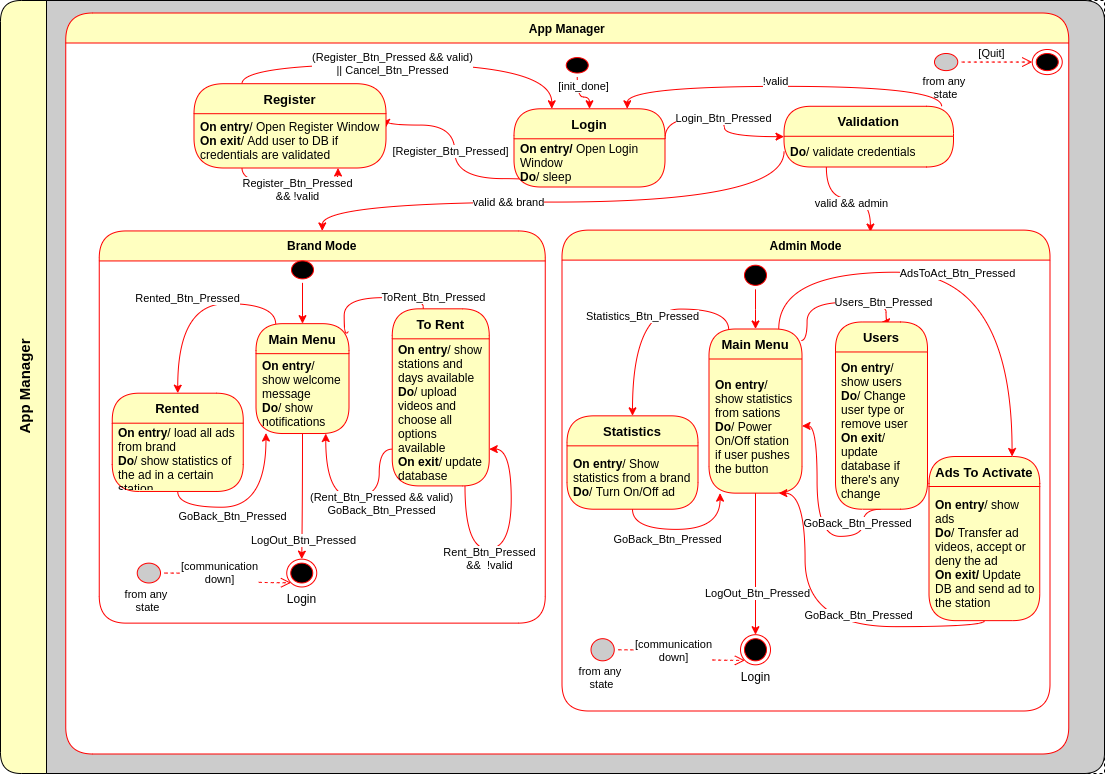 App Manager
App Manager
(Register_Btn_Pressed && valid)
|| Cancel_Btn_Pressed
[init_done]
[Quit]
from any
state
!valid
Register
On entry/ Open Register Window
On exit/ Add user to DB if
credentials are validated
Login
On entry/ Open Login
Window
Do/ sleep
Login_Btn_Pressed
Validation
Do/ validate credentials
[Register_Btn_Pressed]
Register_Btn_Pressed
&& !valid
valid && brand
valid && admin
Brand Mode
Rented_Btn_Pressed
ToRent_Btn_Pressed
Main Menu
On entry/
show welcome
message
Do/ show
notifications
To Rent
On entry/ show
stations and
days available
Do/ upload
videos and
choose all
options
available
On exit/ update
database
Rented
On entry/ load all ads
from brand
Do/ show statistics of
the ad in a certain
station
GoBack_Btn_Pressed
(Rent_Btn_Pressed && valid)
GoBack_Btn_Pressed
LogOut_Btn_Pressed
Rent_Btn_Pressed
&& !valid
[communication
down]
from any
state
Login
Admin Mode
AdsToAct_Btn_Pressed
Users_Btn_Pressed
Statistics_Btn_Pressed
Main Menu
On entry/
show statistics
from sations
Do/ Power
On/Off station
if user pushes
the button
Users
On entry/
show users
Do/ Change
user type or
remove user
On exit/
update
database if
there's any
change
Statistics
On entry/ Show
statistics from a brand
Do/ Turn On/Off ad
Ads To Activate
On entry/ show
ads
Do/ Transfer ad
videos, accept or
deny the ad
On exit/ Update
DB and send ad to
the station
GoBack_Btn_Pressed
GoBack_Btn_Pressed
LogOut_Btn_Pressed
GoBack_Btn_Pressed
[communication
down]
from any
state
Login